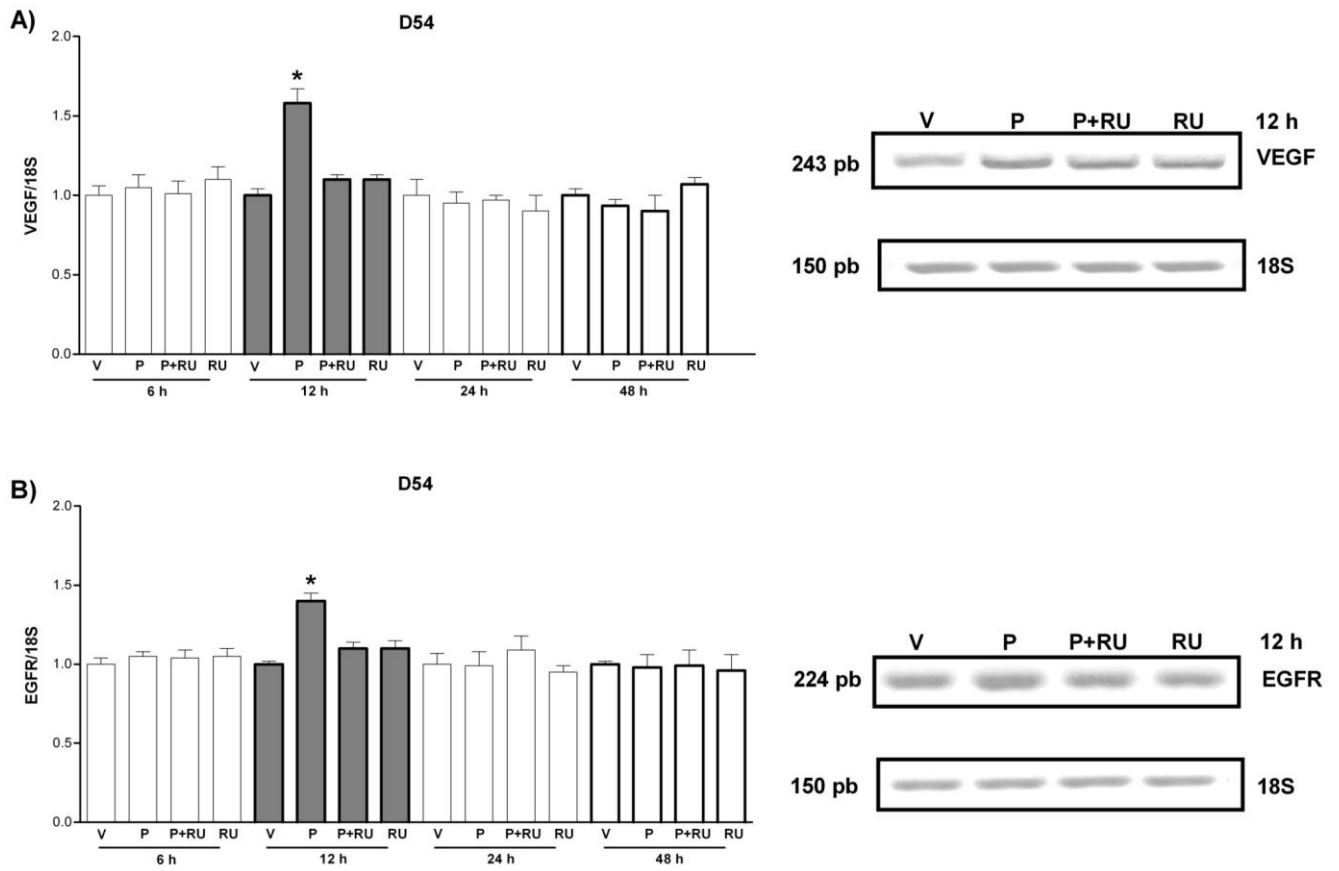 A)
D54
2.0
*
1.5
VEGF/18S
1.0
0.5
0.0
V P P+RU RU V P P+RU RU V P P+RU RU V P P+RU RU
6 h 12 h 24 h 48 h
V P P+RU RU 12 h
243 pb VEGF
150 pb 18S
B)
D54
2.0
*
1.5
EGFR/18S
1.0
0.5
0.0
V P P+RU RU V P P+RU RU V P P+RU RU V P P+RU RU
6 h 12 h 24 h 48 h
V P P+RU RU 12 h
224 pb EGFR
150 pb 18S